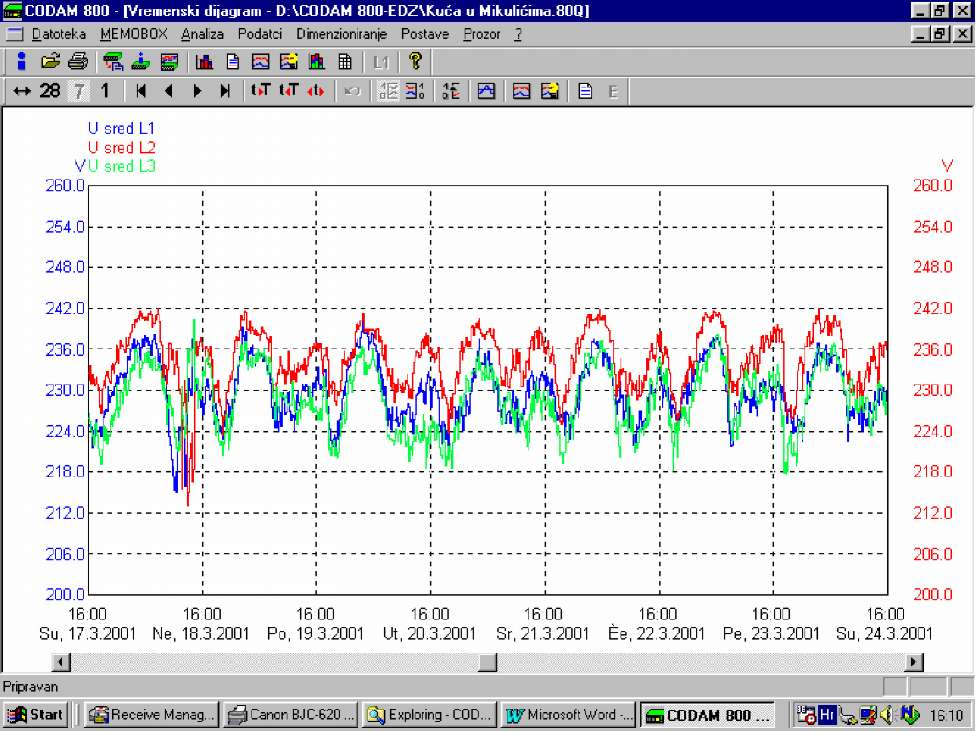 CODAM 800 - [Vremenski dijagram - D:\CODAM 800-EDZ\Kuća u Mikulićima.80Q]
Datoteka MEMOBOX Analiza Podatci Dimenzioniranje Postave Prozor ?
L1
28 7 1 T T E
U sred L1
U sred L2
V U sred L3 V
260.0 260.0
254.0 254.0
248.0 248.0
242.0 242.0
236.0 236.0
230.0 230.0
224.0 224.0
218.0 218.0
212.0 212.0
206.0 206.0
200.0 200.0
16:00 16:00 16:00 16:00 16:00 16:00 16:00 16:00
Su, 17.3.2001 Ne, 18.3.2001 Po, 19.3.2001 Ut, 20.3.2001 Sr, 21.3.2001 Èe, 22.3.2001 Pe, 23.3.2001 Su, 24.3.2001
Pripravan
Start Receive Manag... Canon BJC-620 ... Exploring - COD... Microsoft Word -... CODAM 800 ... Hr 16:10